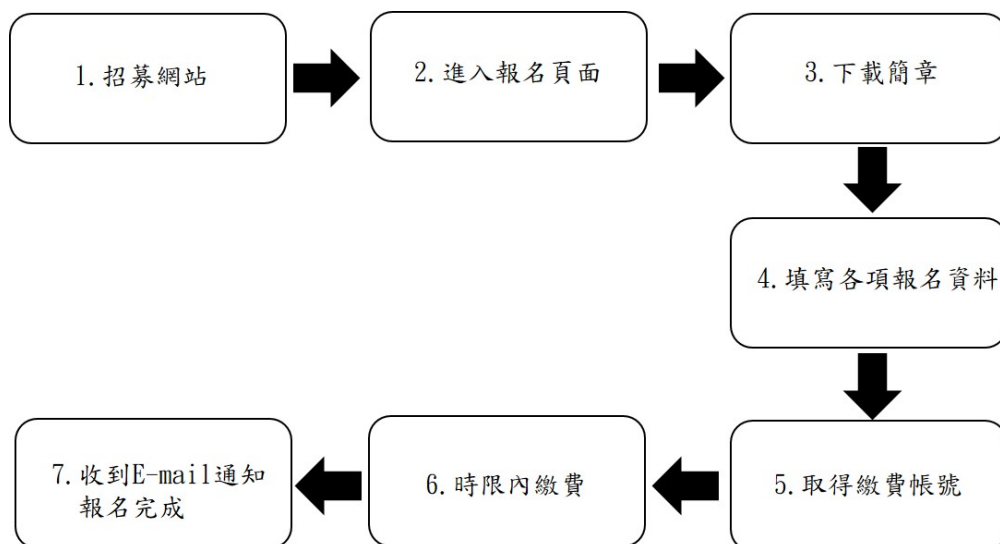 1.招募網站
2.進入報名頁面
3.下載簡章
4.填寫各項報名資料
5.取得繳費帳號
6.時限內繳費
7.收到E-mail通知
報名完成